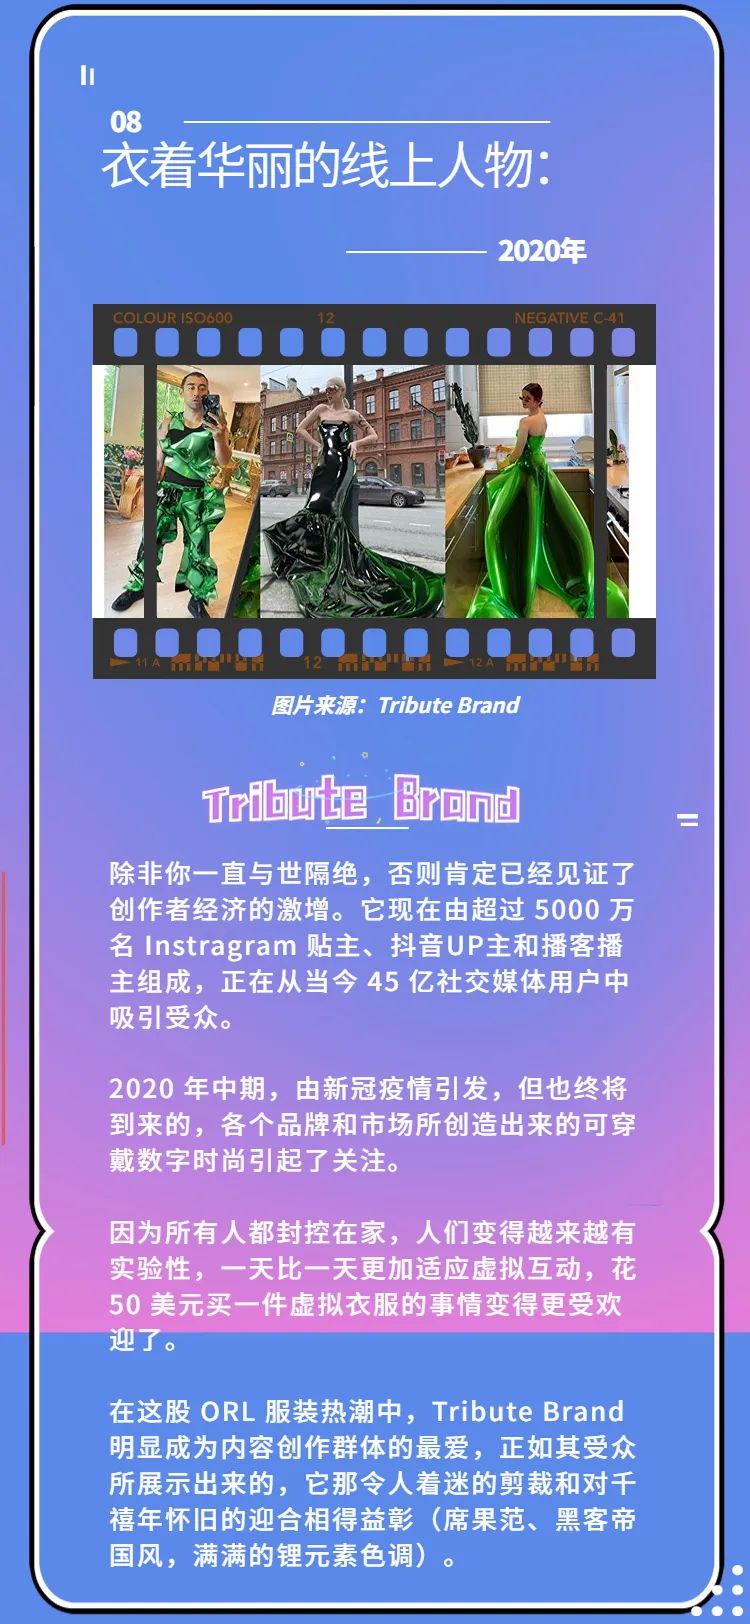 08
衣着华丽的线上人物：
2020年
COLOUR ISO600 12 NEGATIVE C-41
11 A 12 12 A
图片来源：Tribute Brand
Tribute Brand
除非你一直与世隔绝，否则肯定已经见证了
创作者经济的激增。它现在由超过 5000 万
名 Instragram 贴主、抖音UP主和播客播
主组成，正在从当今 45 亿社交媒体用户中
吸引受众。
2020 年中期，由新冠疫情引发，但也终将
到来的，各个品牌和市场所创造出来的可穿
戴数字时尚引起了关注。
因为所有人都封控在家，人们变得越来越有
实验性，一天比一天更加适应虚拟互动，花
50 美元买一件虚拟衣服的事情变得更受欢
迎了。
在这股 ORL 服装热潮中，Tribute Brand
明显成为内容创作群体的最爱，正如其受众
所展示出来的，它那令人着迷的剪裁和对千
禧年怀旧的迎合相得益彰（席果范、黑客帝
国风，满满的锂元素色调）。